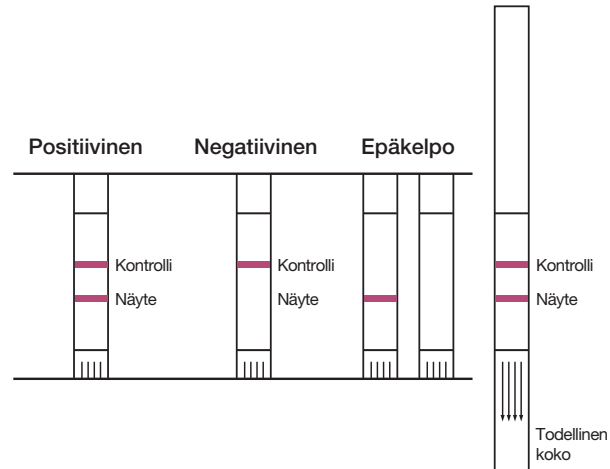 Positiivinen
Negatiivinen
Epäkelpo
Kontrolli
Kontrolli
Kontrolli
Näyte
Näyte
Näyte
Todellinen
koko